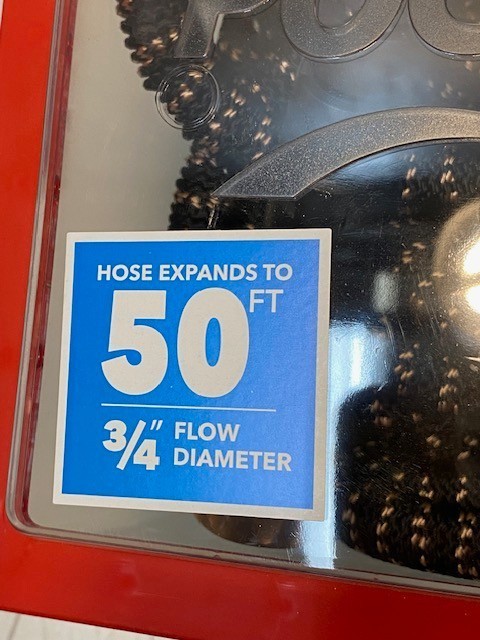 HOSE EXPANDS TO
50 FT
3/4" FLOW
DIAMETER